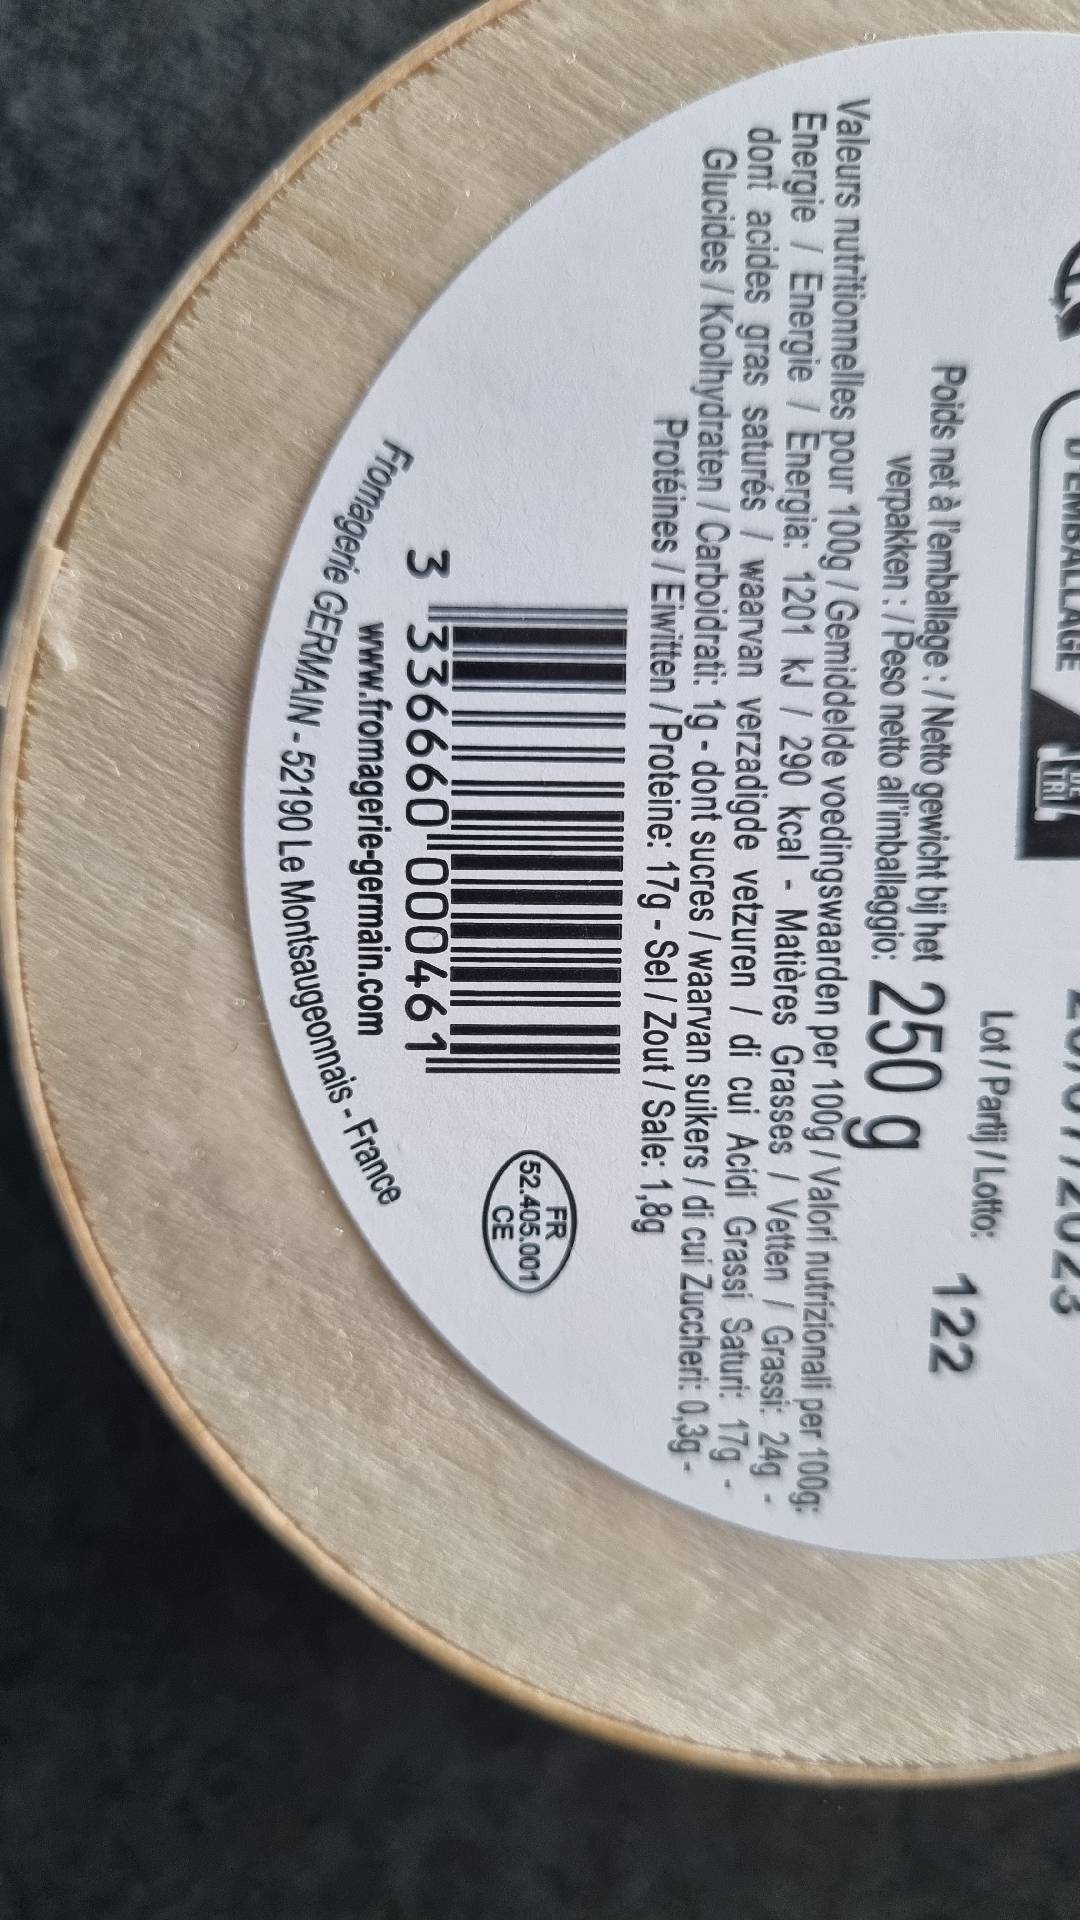 D'EMBALLAGE
TRI
Lot / Partij / Lotto: 122
Poids net à l'emballage : / Netto gewicht bij het
verpakken : / Peso netto all'imballaggio: 250 g
Valeurs nutritionnelles pour 100g / Gemiddelde voedingswaarden per 100g / Valori nutrizionali per 100g:
Energie / Energie / Energia: 1201 kJ / 290 kcal - Matières Grasses / Vetten / Grassi: 24g -
dont acides gras saturés / waarvan verzadigde vetzuren / di cui Acidi Grassi Saturi: 17g -
Glucides / Koolhydraten / Carboidrati: 1g - dont sucres / waarvan suikers / di cui Zuccheri: 0,3g -
Protéines / Eiwitten / Proteine: 17g - Sel / Zout / Sale: 1,8g
3 336660 000461
FR
52.405.001
CE
www.fromagerie-germain.com
Fromagerie GERMAIN - 52190 Le Montsaugeonnais - France